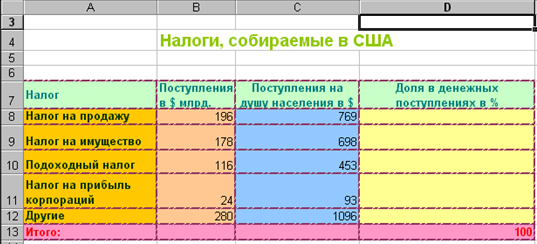 A B C D
3
4 Налоги, собираемые в США
5
6
7 Налог Поступления в $ млрд. Поступления на душу населения в $ Доля в денежных поступлениях в %
8 Налог на продажу 196 769
9 Налог на имущество 178 698
10 Подоходный налог 116 453
11 Налог на прибыль корпораций 24 93
12 Другие 280 1096
13 Итого: 100